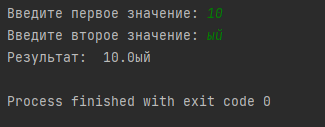 Введите первое значение: 10
Введите второе значение: ый
Результат:  10.0ый
Process finished with exit code 0